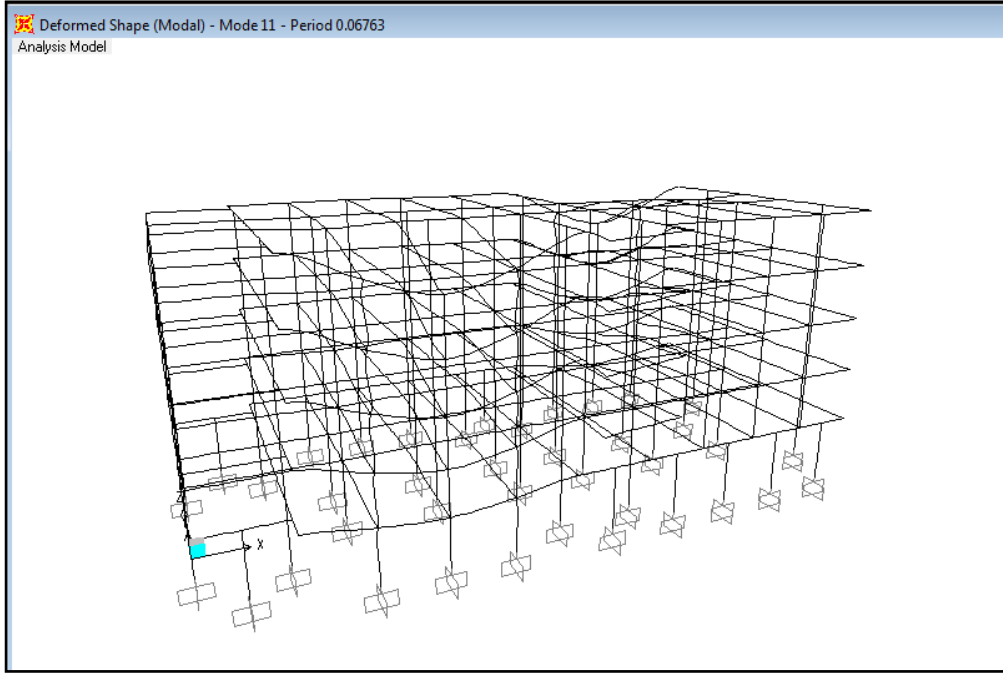 Deformed Shape (Modal) - Mode 11 - Period 0.06763
Analysis Model
Z
X